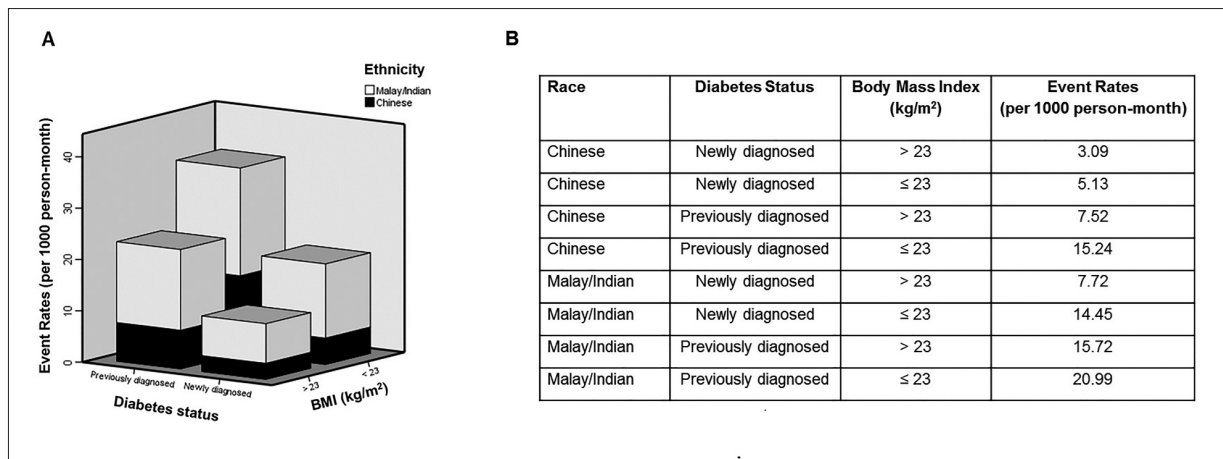 A
Ethnicity
Malay/Indian
Chinese
Event Rates (per 1000 person-month)
40
30
20
10
0
Previously diagnosed
Newly diagnosed
Diabetes status
> 23
< 23
BMI (kg/m²)
B
Race Diabetes Status Body Mass Index Event Rates
(kg/m²) (per 1000 person-month)
Chinese Newly diagnosed > 23 3.09
Chinese Newly diagnosed ≤ 23 5.13
Chinese Previously diagnosed > 23 7.52
Chinese Previously diagnosed ≤ 23 15.24
Malay/Indian Newly diagnosed > 23 7.72
Malay/Indian Newly diagnosed ≤ 23 14.45
Malay/Indian Previously diagnosed > 23 15.72
Malay/Indian Previously diagnosed ≤ 23 20.99